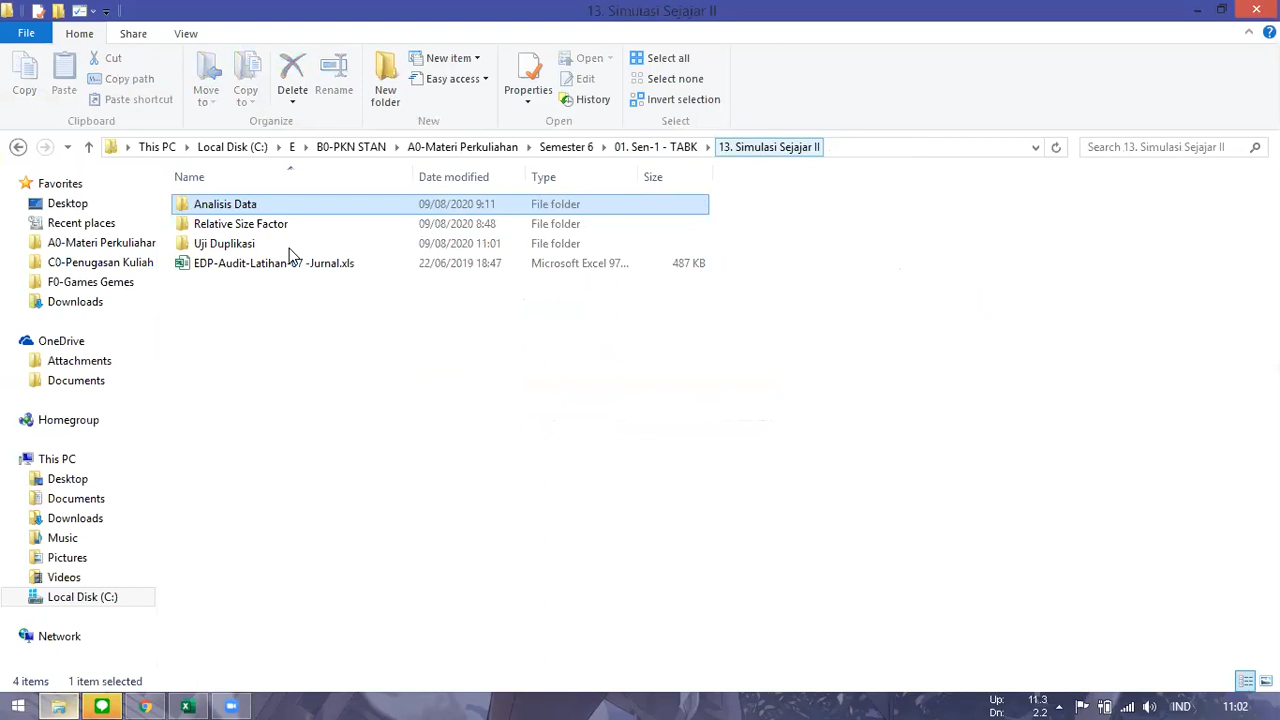 13. Simulasi Sejajar II
File
Home
Share
View
Copy
Paste
Cut
Copy path
Paste shortcut
Clipboard
Move to
Copy to
Delete
Rename
Organize
New folder
New item
Easy access
New
Properties
Open
Edit
History
Open
Select all
Select none
Invert selection
Select
This PC
Local Disk (C:)
E
B0-PKN STAN
A0-Materi Perkuliahan
Semester 6
01. Sen-1 - TABK
13. Simulasi Sejajar II
Search 13. Simulasi Sejajar II
Name Date modified Type Size
Analisis Data 09/08/2020 9:11 File folder
Relative Size Factor 09/08/2020 8:48 File folder
Uji Duplikasi 09/08/2020 11:01 File folder
22/06/2019 18:47 Microsoft Excel 97... 487 KB
Favorites
Desktop
Recent places
A0-Materi Perkuliahar
C0-Penugasan Kuliah
F0-Games Gemes
Downloads
OneDrive
Attachments
Documents
Homegroup
This PC
Desktop
Documents
Downloads
Music
Pictures
Videos
Local Disk (C:)
Network
4 items 1 item selected
Up: 11.3
Dn: 2.2
IND
11:02